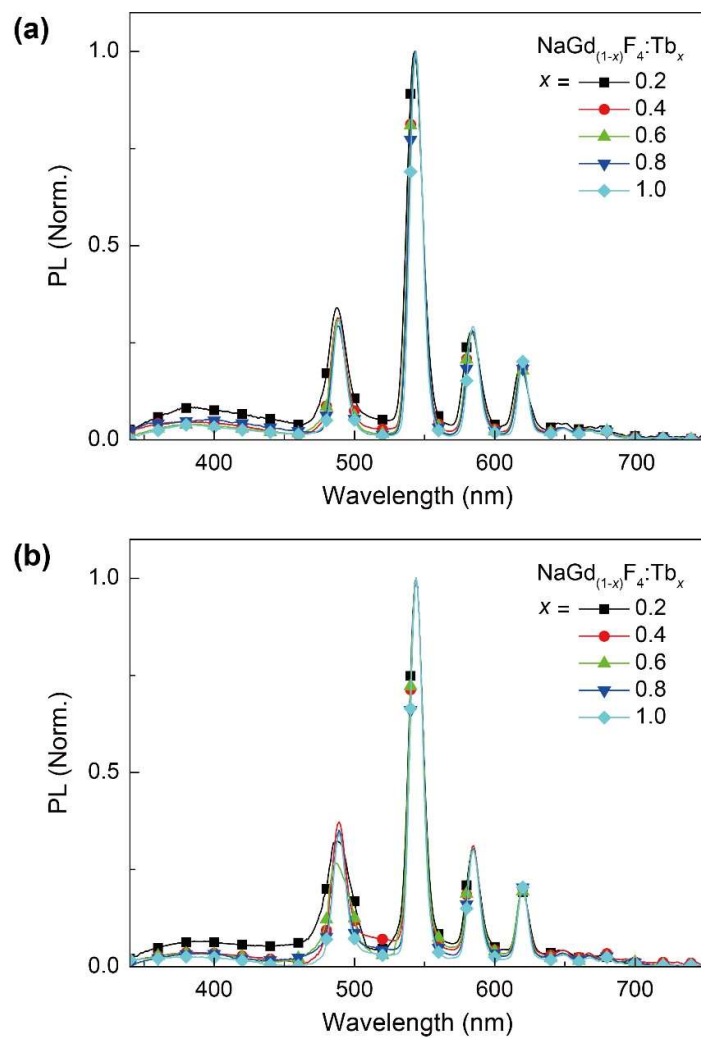 (a)
1.0
0.5
0.0
PL (Norm.)
NaGd(1-x)F4:Tbx
x = 0.2
0.4
0.6
0.8
1.0
400 500 600 700
Wavelength (nm)
(b)
1.0
0.5
0.0
PL (Norm.)
NaGd(1-x)F4:Tbx
x = 0.2
0.4
0.6
0.8
1.0
400 500 600 700
Wavelength (nm)